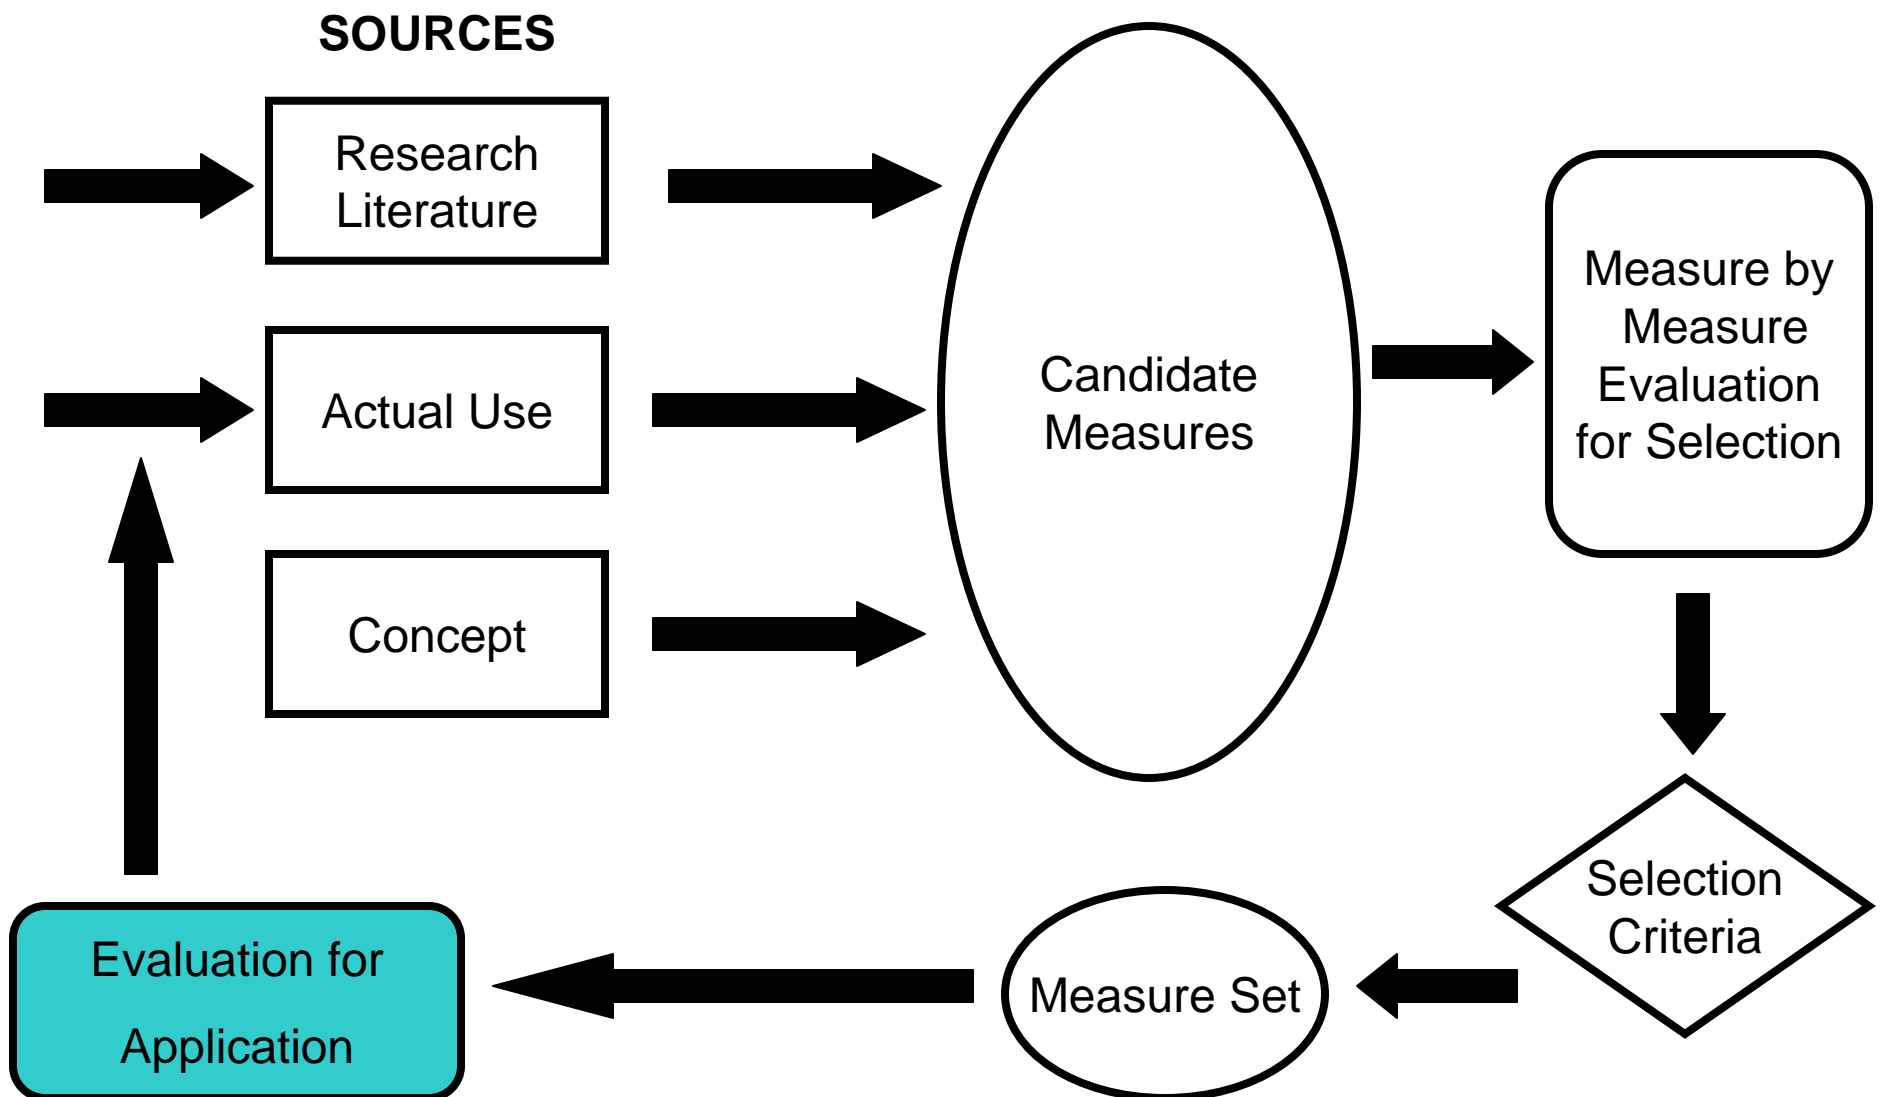 SOURCES
Research
Literature
Actual Use
Concept
Candidate
Measures
Measure by
Measure
Evaluation
for Selection
Selection
Criteria
Measure Set
Evaluation for
Application